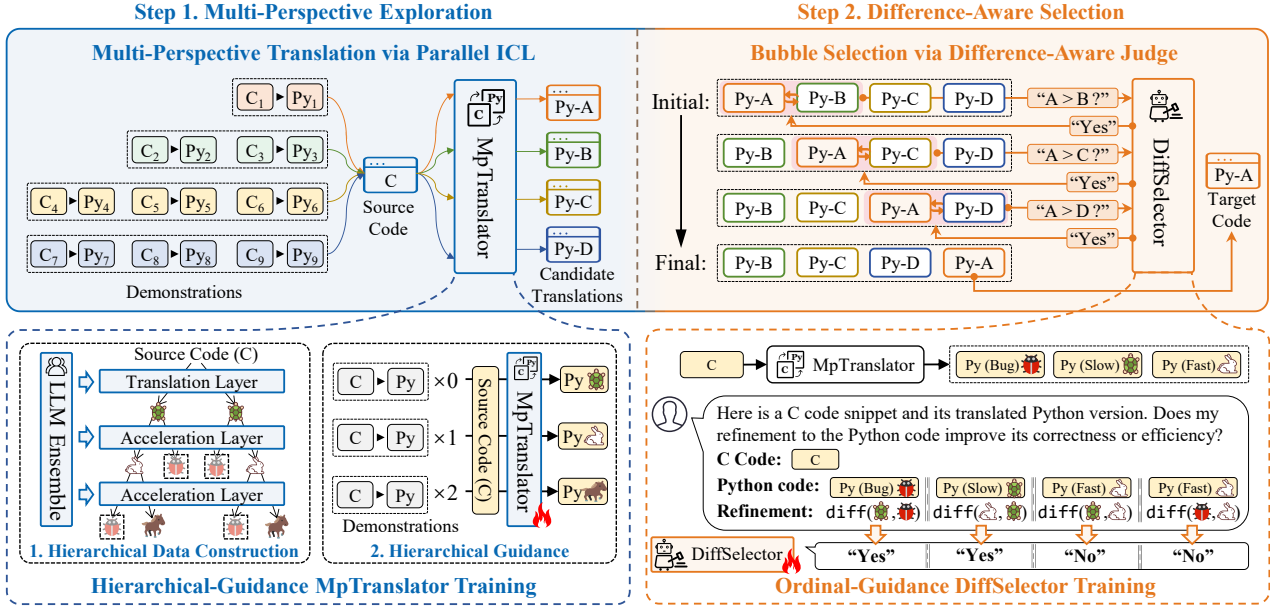 Step 1. Multi-Perspective Exploration
Multi-Perspective Translation via Parallel ICL
C1 Py1
C2 Py2 C3 Py3
C4 Py4 C5 Py5 C6 Py6
C7 Py7 C8 Py8 C9 Py9
Demonstrations
C
Source
Code
C Py
MpTranslator
Py-A
Py-B
Py-C
Py-D
Candidate
Translations
Step 2. Difference-Aware Selection
Bubble Selection via Difference-Aware Judge
Initial: Py-A Py-B Py-C Py-D “A > B ?”
“Yes”
Py-B Py-A Py-C Py-D “A > C ?”
“Yes”
Py-B Py-C Py-A Py-D “A > D ?”
“Yes”
Final: Py-B Py-C Py-D Py-A
DiffSelector
Py-A
Target
Code
LLM Ensemble
Source Code (C)
Translation Layer
Acceleration Layer
Acceleration Layer
1. Hierarchical Data Construction
C Py ×0
C Py ×1
C Py ×2
Demonstrations
Source Code (C)
C Py
MpTranslator
Py
Py
Py
2. Hierarchical Guidance
Hierarchical-Guidance MpTranslator Training
C
C Py
MpTranslator
Py (Bug) Py (Slow) Py (Fast)
Here is a C code snippet and its translated Python version. Does my
refinement to the Python code improve its correctness or efficiency?
C Code: C
Python code: Py (Bug) Py (Slow) Py (Fast) Py (Fast)
Refinement: diff( , ) diff( , ) diff( , ) diff( , )
DiffSelector “Yes” “Yes” “No” “No”
Ordinal-Guidance DiffSelector Training